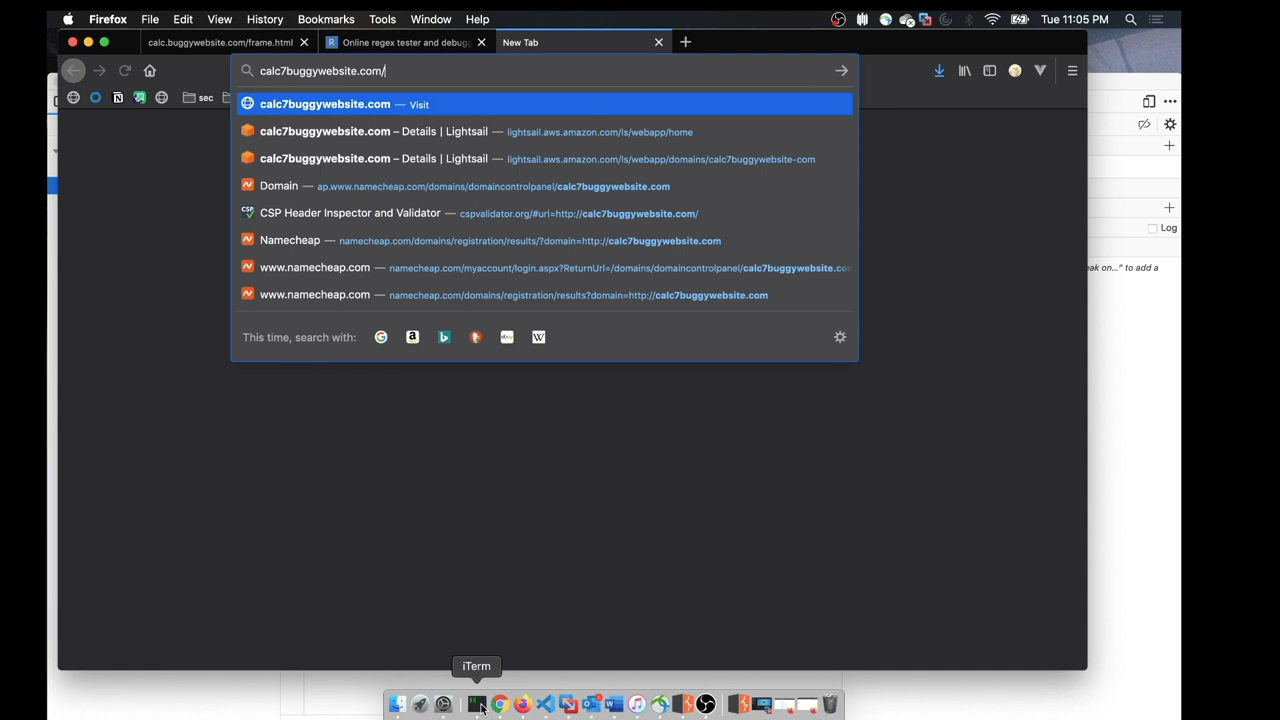 Firefox File Edit View History Bookmarks Tools Window Help Tue 11:05 PM
calc.buggywebsite.com/frame.html Online regex tester and debugg New Tab
calc7buggywebsite.com/
sec
calc7buggywebsite.com — Visit
calc7buggywebsite.com – Details | Lightsail — lightsail.aws.amazon.com/ls/webapp/home
calc7buggywebsite.com – Details | Lightsail — lightsail.aws.amazon.com/ls/webapp/domains/calc7buggywebsite-com
Domain — ap.www.namecheap.com/domains/domaincontrolpanel/calc7buggywebsite.com
CSP Header Inspector and Validator — cspvalidator.org/#url=http://calc7buggywebsite.com/
Namecheap — namecheap.com/domains/registration/results/?domain=http://calc7buggywebsite.com
Log
www.namecheap.com — namecheap.com/myaccount/login.aspx?ReturnUrl=/domains/domaincontrolpanel/calc7buggywebsite.co
eak on…" to add a
www.namecheap.com — namecheap.com/domains/registration/results?domain=http://calc7buggywebsite.com
This time, search with:
iTerm